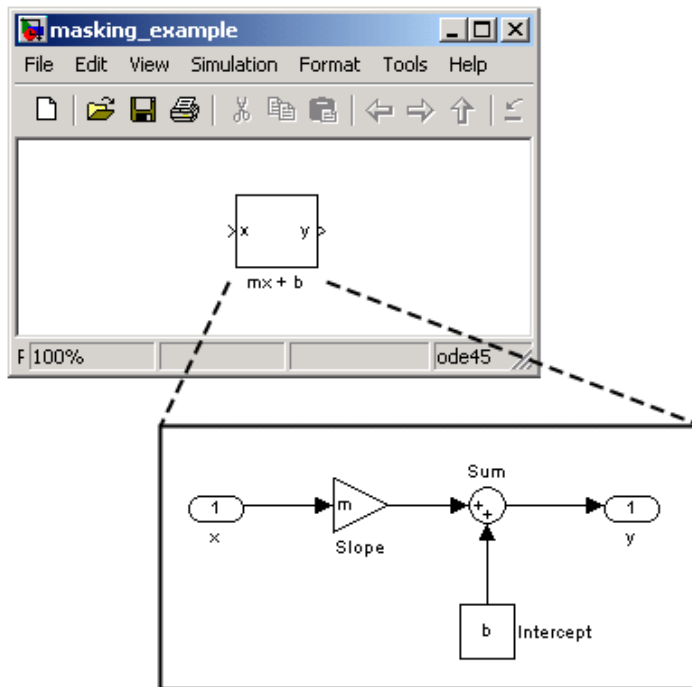 masking_example
File Edit View Simulation Format Tools Help
x y
mx + b
F 100% ode45
Sum
1 m + + 1
x Slope y
b Intercept